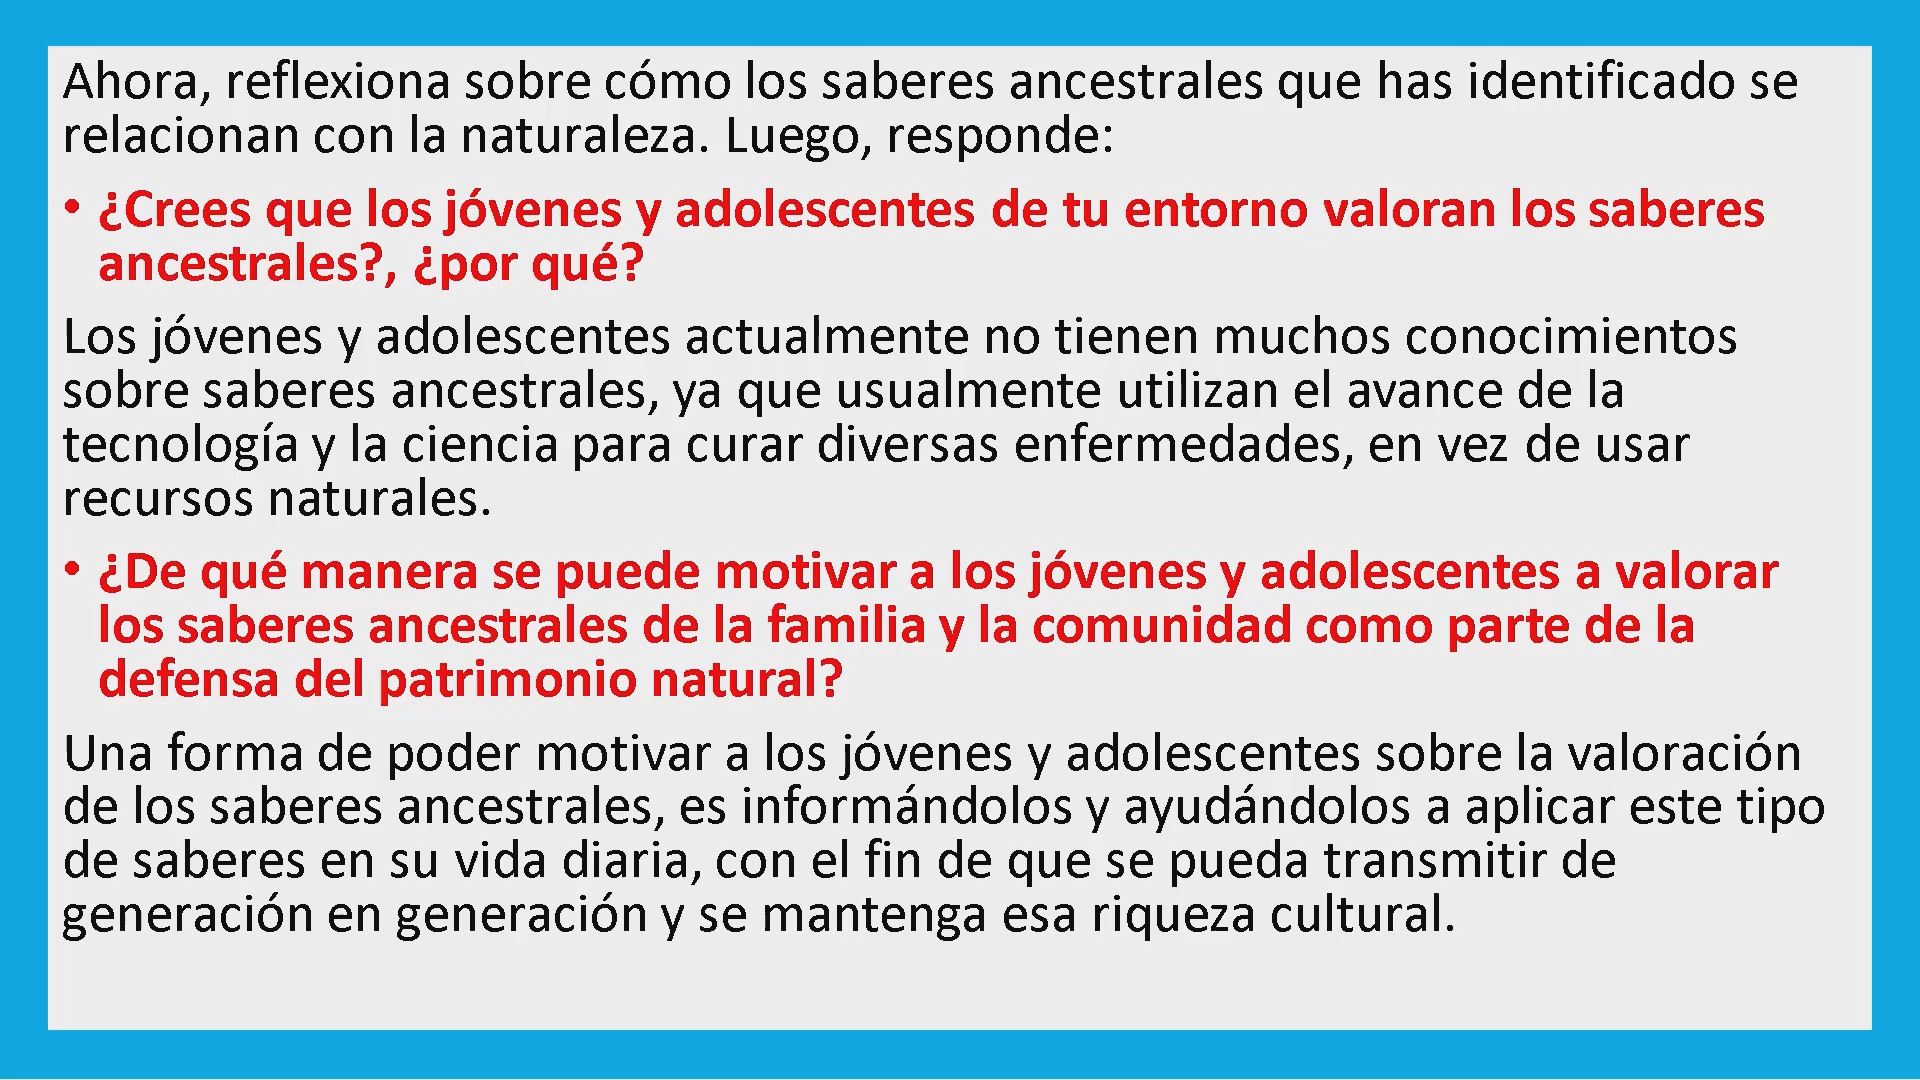 Ahora, reflexiona sobre cómo los saberes ancestrales que has identificado se
relacionan con la naturaleza. Luego, responde:
• ¿Crees que los jóvenes y adolescentes de tu entorno valoran los saberes
ancestrales?, ¿por qué?
Los jóvenes y adolescentes actualmente no tienen muchos conocimientos
sobre saberes ancestrales, ya que usualmente utilizan el avance de la
tecnología y la ciencia para curar diversas enfermedades, en vez de usar
recursos naturales.
• ¿De qué manera se puede motivar a los jóvenes y adolescentes a valorar
los saberes ancestrales de la familia y la comunidad como parte de la
defensa del patrimonio natural?
Una forma de poder motivar a los jóvenes y adolescentes sobre la valoración
de los saberes ancestrales, es informándolos y ayudándolos a aplicar este tipo
de saberes en su vida diaria, con el fin de que se pueda transmitir de
generación en generación y se mantenga esa riqueza cultural.